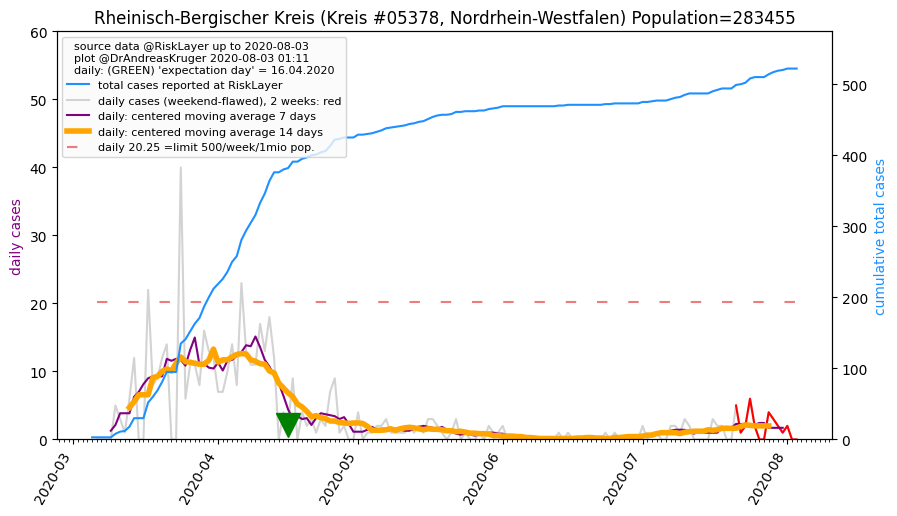 Rheinisch-Bergischer Kreis (Kreis #05378, Nordrhein-Westfalen) Population=283455
source data @RiskLayer up to 2020-08-03
plot @DrAndreasKruger 2020-08-03 01:11
daily: (GREEN) 'expectation day' = 16.04.2020
total cases reported at RiskLayer
daily cases (weekend-flawed), 2 weeks: red
daily: centered moving average 7 days
daily: centered moving average 14 days
daily 20.25 =limit 500/week/1mio pop.
daily cases
60
50
40
30
20
10
0
cumulative total cases
500
400
300
200
100
0
2020-03
2020-04
2020-05
2020-06
2020-07
2020-08